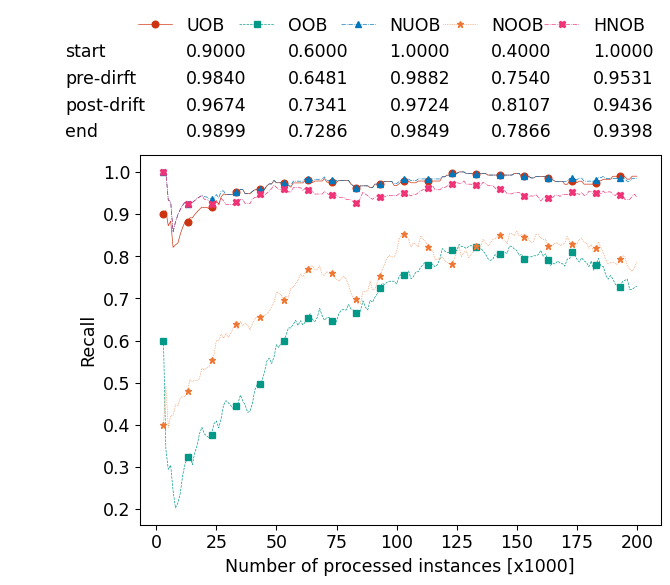 UOB OOB NUOB NOOB HNOB
start 0.9000 0.6000 1.0000 0.4000 1.0000
pre-dirft 0.9840 0.6481 0.9882 0.7540 0.9531
post-drift 0.9674 0.7341 0.9724 0.8107 0.9436
end 0.9899 0.7286 0.9849 0.7866 0.9398
1.0
0.9
0.8
0.7
0.6
0.5
0.4
0.3
0.2
Recall
0 25 50 75 100 125 150 175 200
Number of processed instances [x1000]